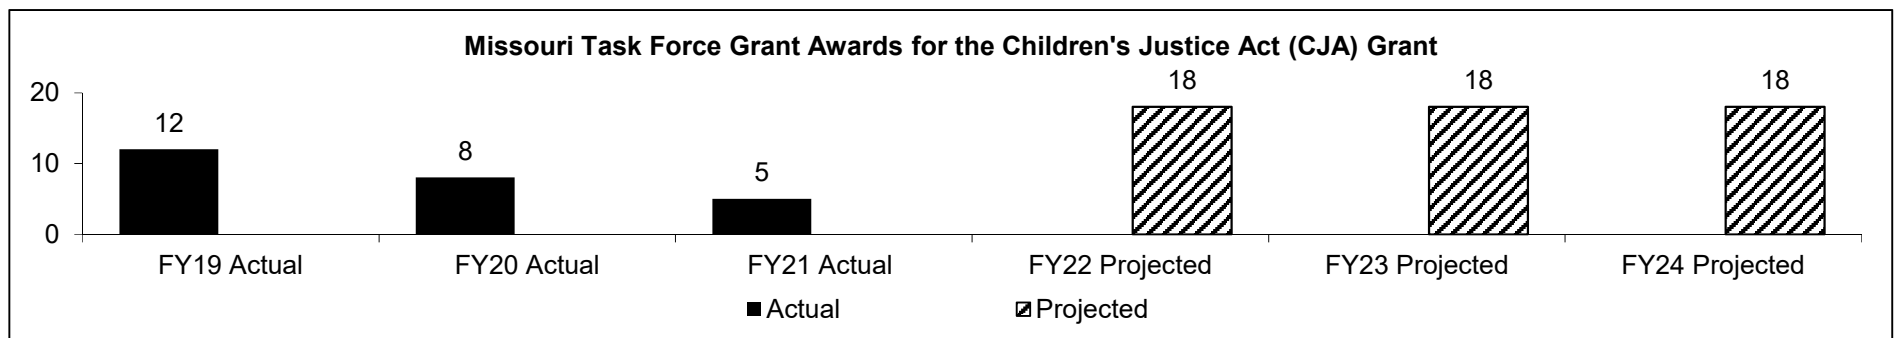 Missouri Task Force Grant Awards for the Children's Justice Act (CJA) Grant
20
10
0
12
8
5
18
18
18
FY19 Actual
FY20 Actual
FY21 Actual
FY22 Projected
FY23 Projected
FY24 Projected
Actual
Projected